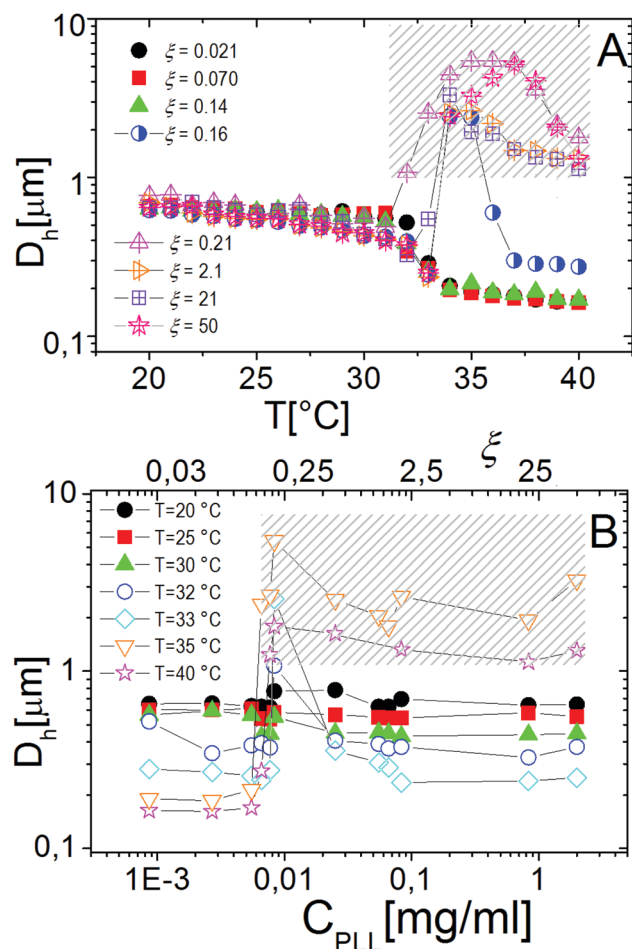 10
A
ξ = 0.021
ξ = 0.070
ξ = 0.14
ξ = 0.16
1
D_h[μm]
ξ = 0.21
ξ = 2.1
ξ = 21
ξ = 50
0,1
20 25 30 35 40
T[°C]
ξ
0,03 0,25 2,5 25
10
B
T=20 °C
T=25 °C
T=30 °C
T=32 °C
T=33 °C
T=35 °C
T=40 °C
1
D_h[μm]
0,1
1E-3 0,01 0,1 1
C_PLL[mg/ml]